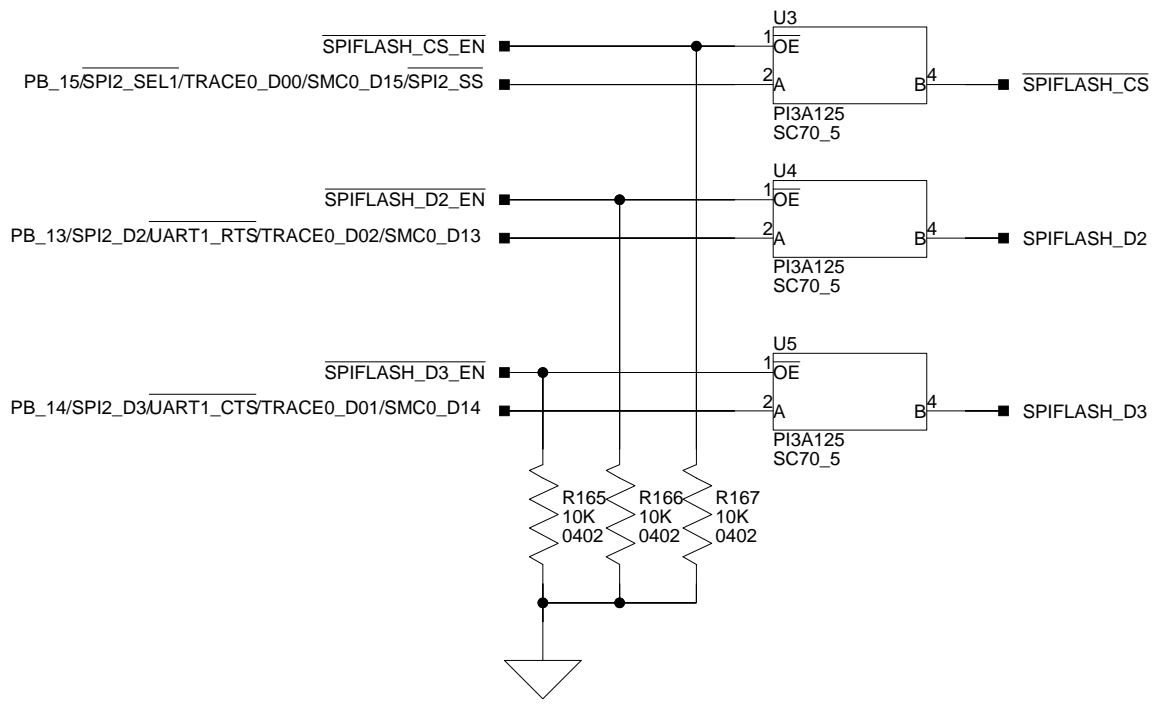 U3
SPIFLASH_CS_EN
1 OE
PB_15/SPI2_SEL1/TRACE0_D00/SMC0_D15/SPI2_SS
2 A
B 4
SPIFLASH_CS
PI3A125
SC70_5
U4
SPIFLASH_D2_EN
1 OE
PB_13/SPI2_D2/UART1_RTS/TRACE0_D02/SMC0_D13
2 A
B 4
SPIFLASH_D2
PI3A125
SC70_5
U5
SPIFLASH_D3_EN
1 OE
PB_14/SPI2_D3/UART1_CTS/TRACE0_D01/SMC0_D14
2 A
B 4
SPIFLASH_D3
PI3A125
SC70_5
R165
10K
0402
R166
10K
0402
R167
10K
0402